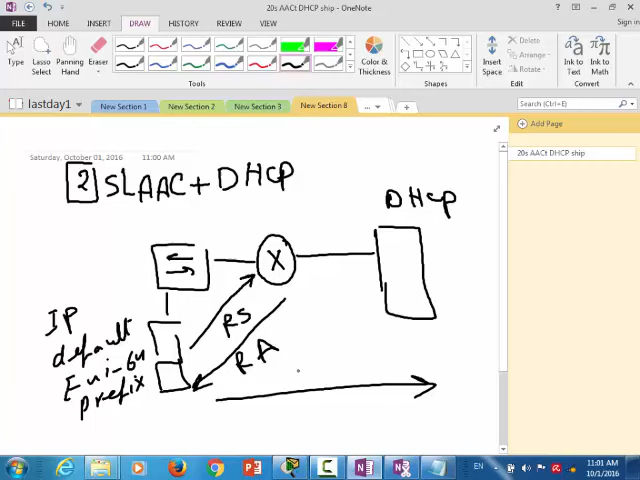 20s AACt DHCP ship - OneNote
FILE HOME INSERT DRAW HISTORY REVIEW VIEW Sign in
Type Lasso Select Panning Hand Eraser Color & Thickness Insert Space Arrange Delete Rotate Ink to Text Ink to Math
Tools Shapes Edit Convert
lastday1 New Section 1 New Section 2 New Section 3 New Section 8 ... + Search (Ctrl+E)
Add Page
20s AACt DHCP ship
Saturday, October 01, 2016 11:00 AM
2 SLAAC + DHCP
DHCP
X
IP
default
Eui-64
prefix
RS
RA
EN 11:01 AM
10/1/2016